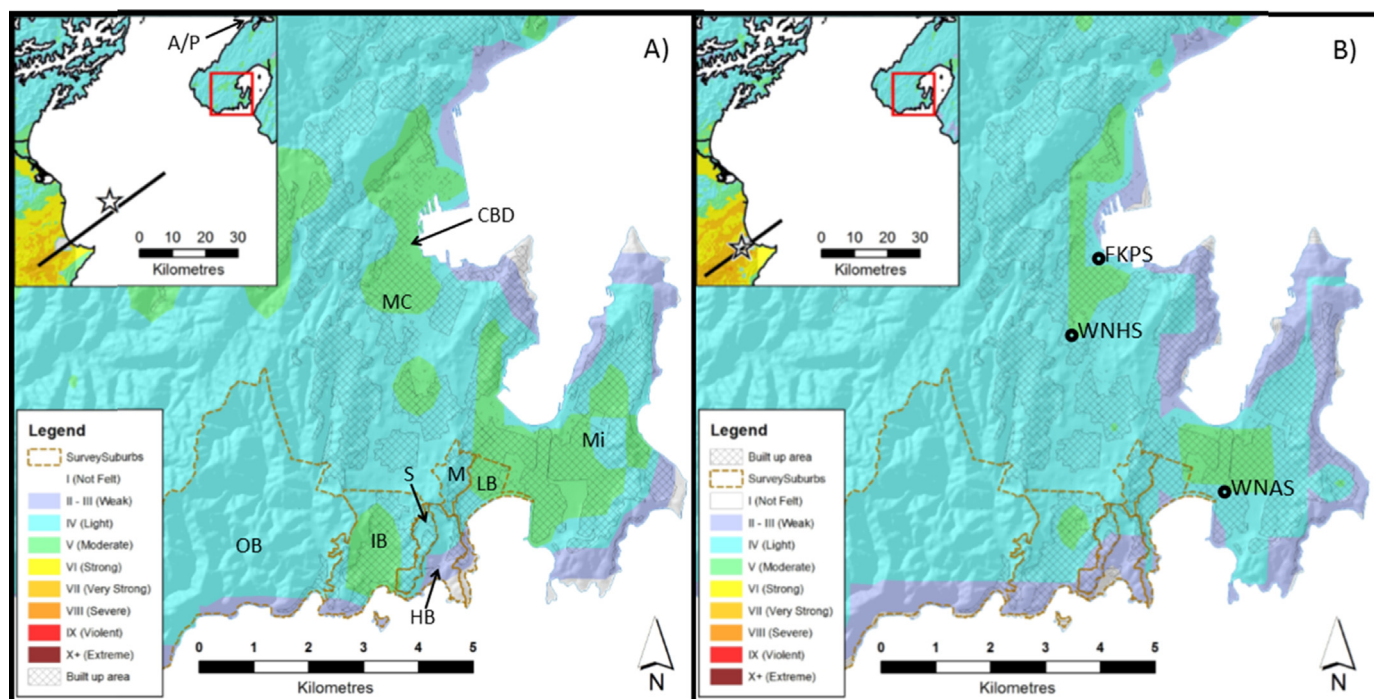 A/P
0 10 20 30
Kilometres
A)
CBD
MC
Mi
S
M
LB
OB
IB
HB
Legend
SurveySuburbs
I (Not Felt)
II - III (Weak)
IV (Light)
V (Moderate)
VI (Strong)
VII (Very Strong)
VIII (Severe)
IX (Violent)
X+ (Extreme)
Built up area
0 1 2 3 4 5
Kilometres
N
0 10 20 30
Kilometres
B)
FKPS
WNHS
WNAS
Legend
Built up area
SurveySuburbs
I (Not Felt)
II - III (Weak)
IV (Light)
V (Moderate)
VI (Strong)
VII (Very Strong)
VIII (Severe)
IX (Violent)
X+ (Extreme)
0 1 2 3 4 5
Kilometres
N